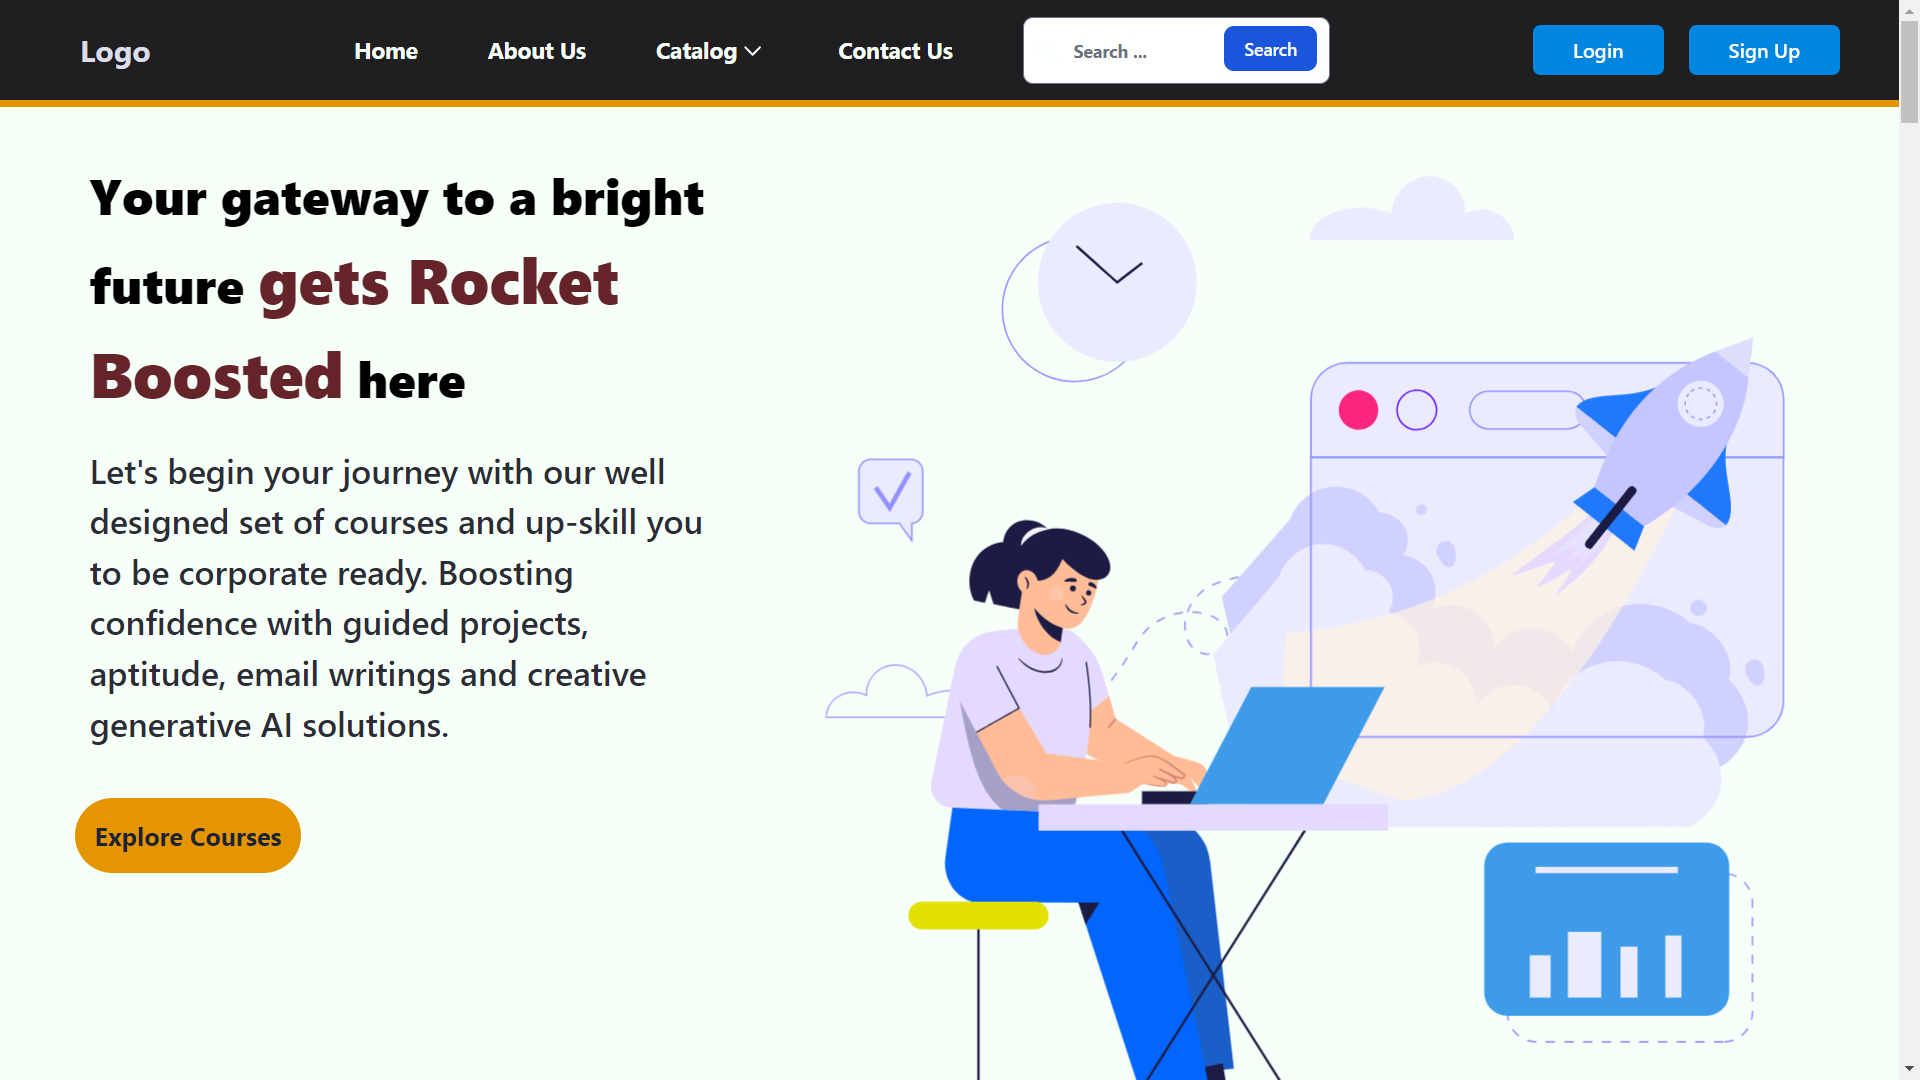 Logo Home About Us Catalog Contact Us Search ... Search Login Sign Up
Your gateway to a bright
future gets Rocket
Boosted here
Let's begin your journey with our well
designed set of courses and up-skill you
to be corporate ready. Boosting
confidence with guided projects,
aptitude, email writings and creative
generative AI solutions.
Explore Courses